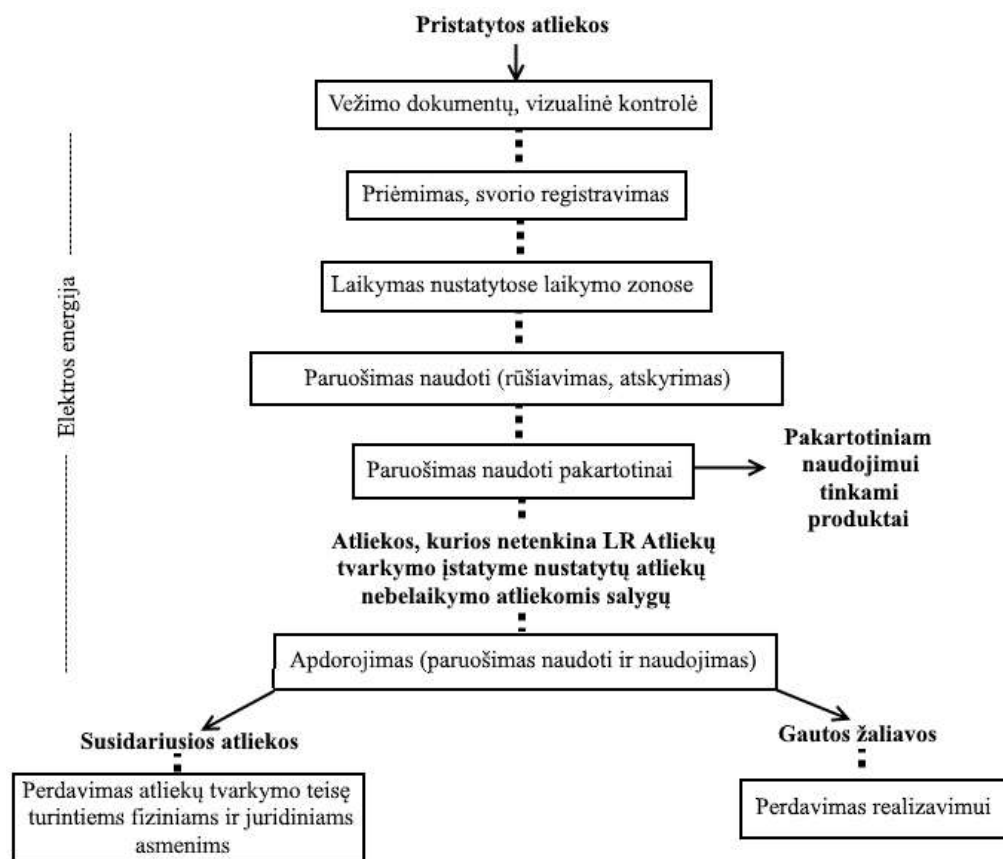 Pristatytos atliekos
Vežimo dokumentų, vizualinė kontrolė
Priėmimas, svorio registravimas
Laikymas nustatytose laikymo zonose
Elektros energija
Paruošimas naudoti (rūšiavimas, atskyrimas)
Paruošimas naudoti pakartotinai
Pakartotiniam
naudojimui
tinkami
produktai
Atliekos, kurios netenkina LR Atliekų
tvarkymo įstatyme nustatytų atliekų
nebelaikymo atliekomis salygų
Apdorojimas (paruošimas naudoti ir naudojimas)
Susidariusios atliekos
Perdavimas atliekų tvarkymo teisę
turintiems fiziniams ir juridiniams
asmenims
Gautos žaliavos
Perdavimas realizavimui